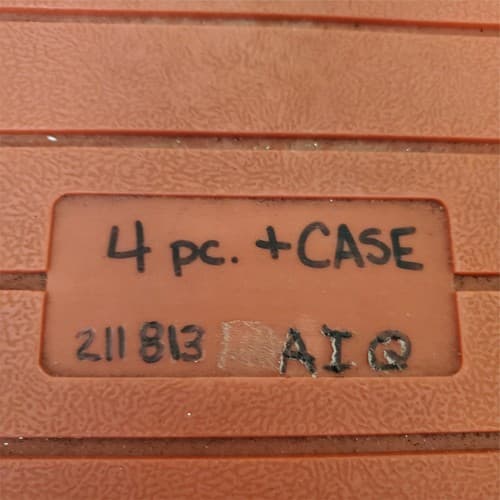 4 pc. + CASE
211813 AIQ